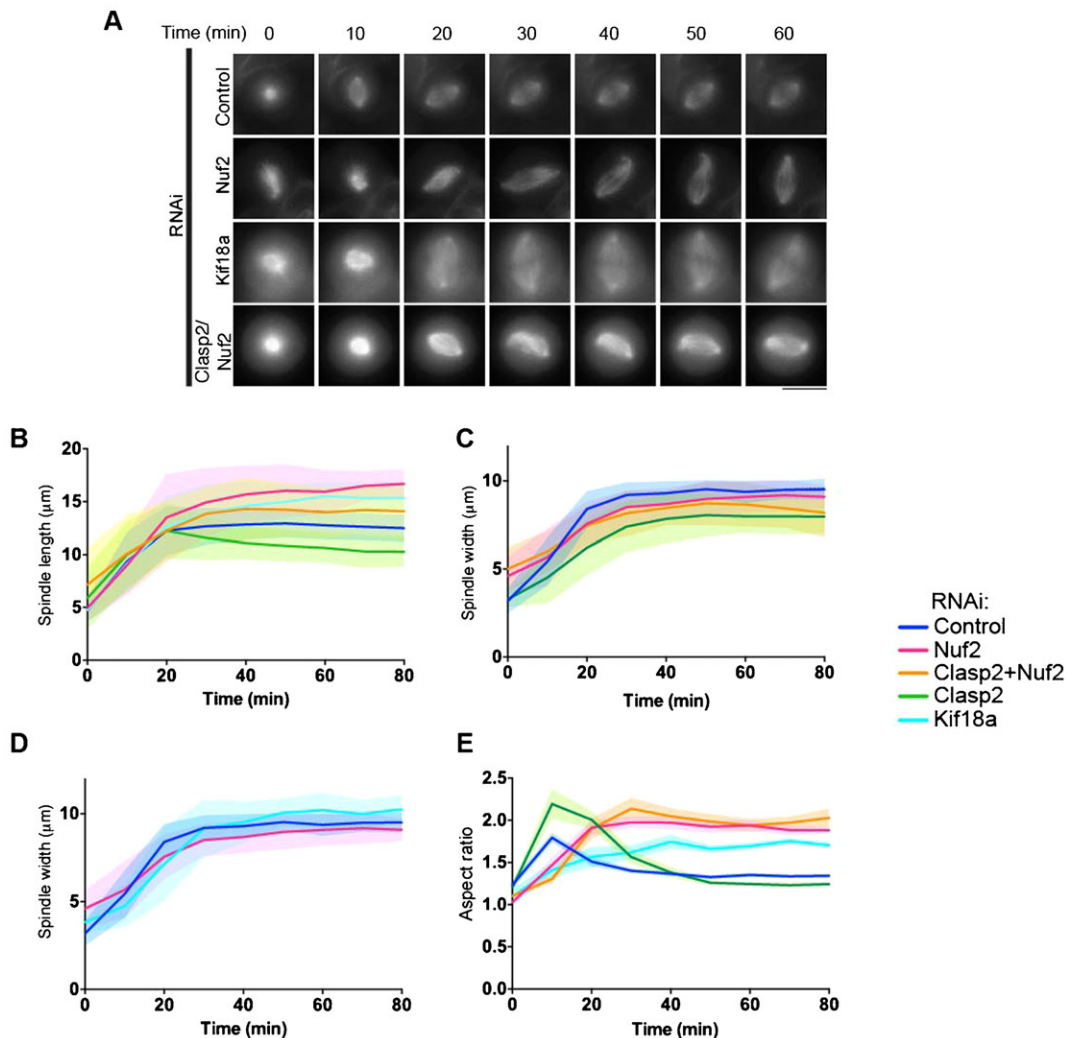 A
Time (min) 0 10 20 30 40 50 60
RNAi
Control
Nuf2
Kif18a
Clasp2/
Nuf2
B
20
15
10
5
0
Spindle length (μm)
0 20 40 60 80
Time (min)
C
10
5
0
Spindle width (μm)
0 20 40 60 80
Time (min)
RNAi:
Control
Nuf2
Clasp2+Nuf2
Clasp2
Kif18a
D
10
5
0
Spindle width (μm)
0 20 40 60 80
Time (min)
E
2.5
2.0
1.5
1.0
0.5
0.0
Aspect ratio
0 20 40 60 80
Time (min)